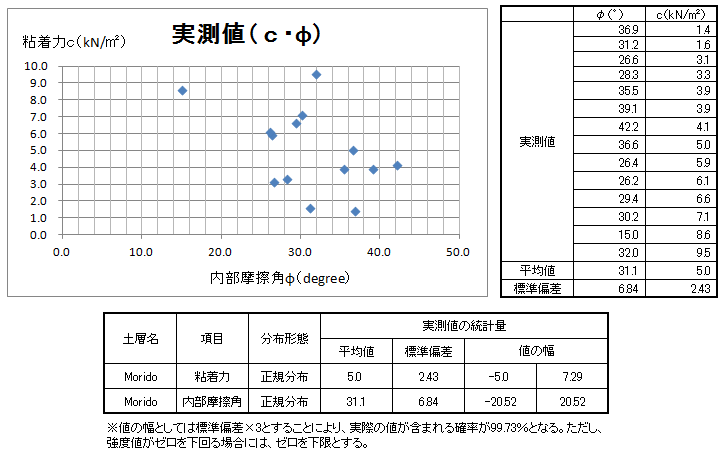 実測値(c・φ)
粘着力c(kN/㎡)
10.0
9.0
8.0
7.0
6.0
5.0
4.0
3.0
2.0
1.0
0.0
0.0 10.0 20.0 30.0 40.0 50.0
内部摩擦角φ(degree)
φ(°) c(kN/㎡)
実測値
36.9 1.4
31.2 1.6
26.6 3.1
28.3 3.3
35.5 3.9
39.1 3.9
42.2 4.1
36.6 5.0
26.4 5.9
26.2 6.1
29.4 6.6
30.2 7.1
15.0 8.6
32.0 9.5
平均値 31.1 5.0
標準偏差 6.84 2.43
土層名 項目 分布形態 実測値の統計量
平均値 標準偏差 値の幅
Morido 粘着力 正規分布 5.0 2.43 -5.0 7.29
Morido 内部摩擦角 正規分布 31.1 6.84 -20.52 20.52
※値の幅としては標準偏差×3とすることにより、実際の値が含まれる確率が99.73%となる。ただし、
強度値がゼロを下回る場合には、ゼロを下限とする。